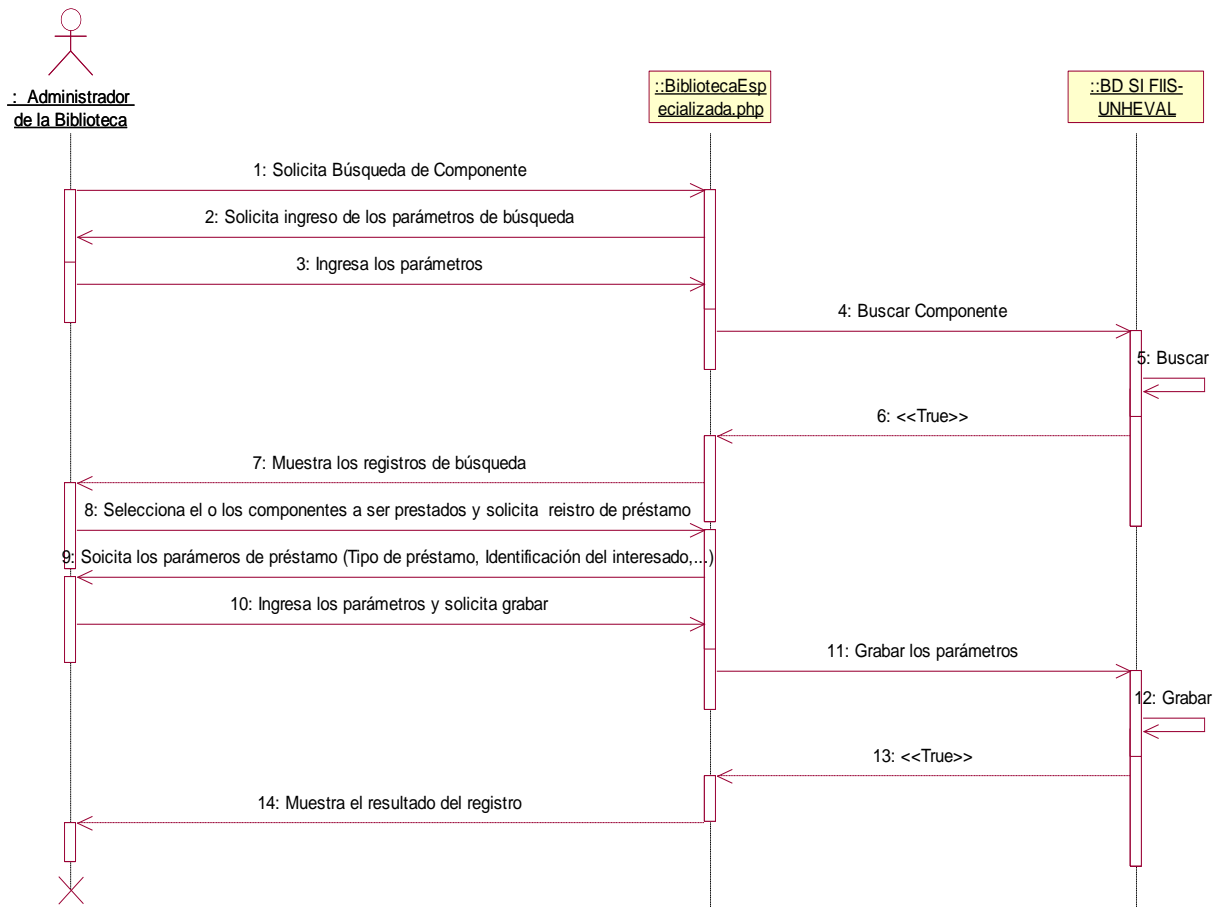 : Administrador
de la Biblioteca
::BibliotecaEsp
ecializada.php
::BD SI FIIS-
UNHEVAL
1: Solicita Búsqueda de Componente
2: Solicita ingreso de los parámetros de búsqueda
3: Ingresa los parámetros
4: Buscar Componente
5: Buscar
6: <<True>>
7: Muestra los registros de búsqueda
8: Selecciona el o los componentes a ser prestados y solicita reistro de préstamo
9: Soicita los parámeros de préstamo (Tipo de préstamo, Identificación del interesado,...)
10: Ingresa los parámetros y solicita grabar
11: Grabar los parámetros
12: Grabar
13: <<True>>
14: Muestra el resultado del registro